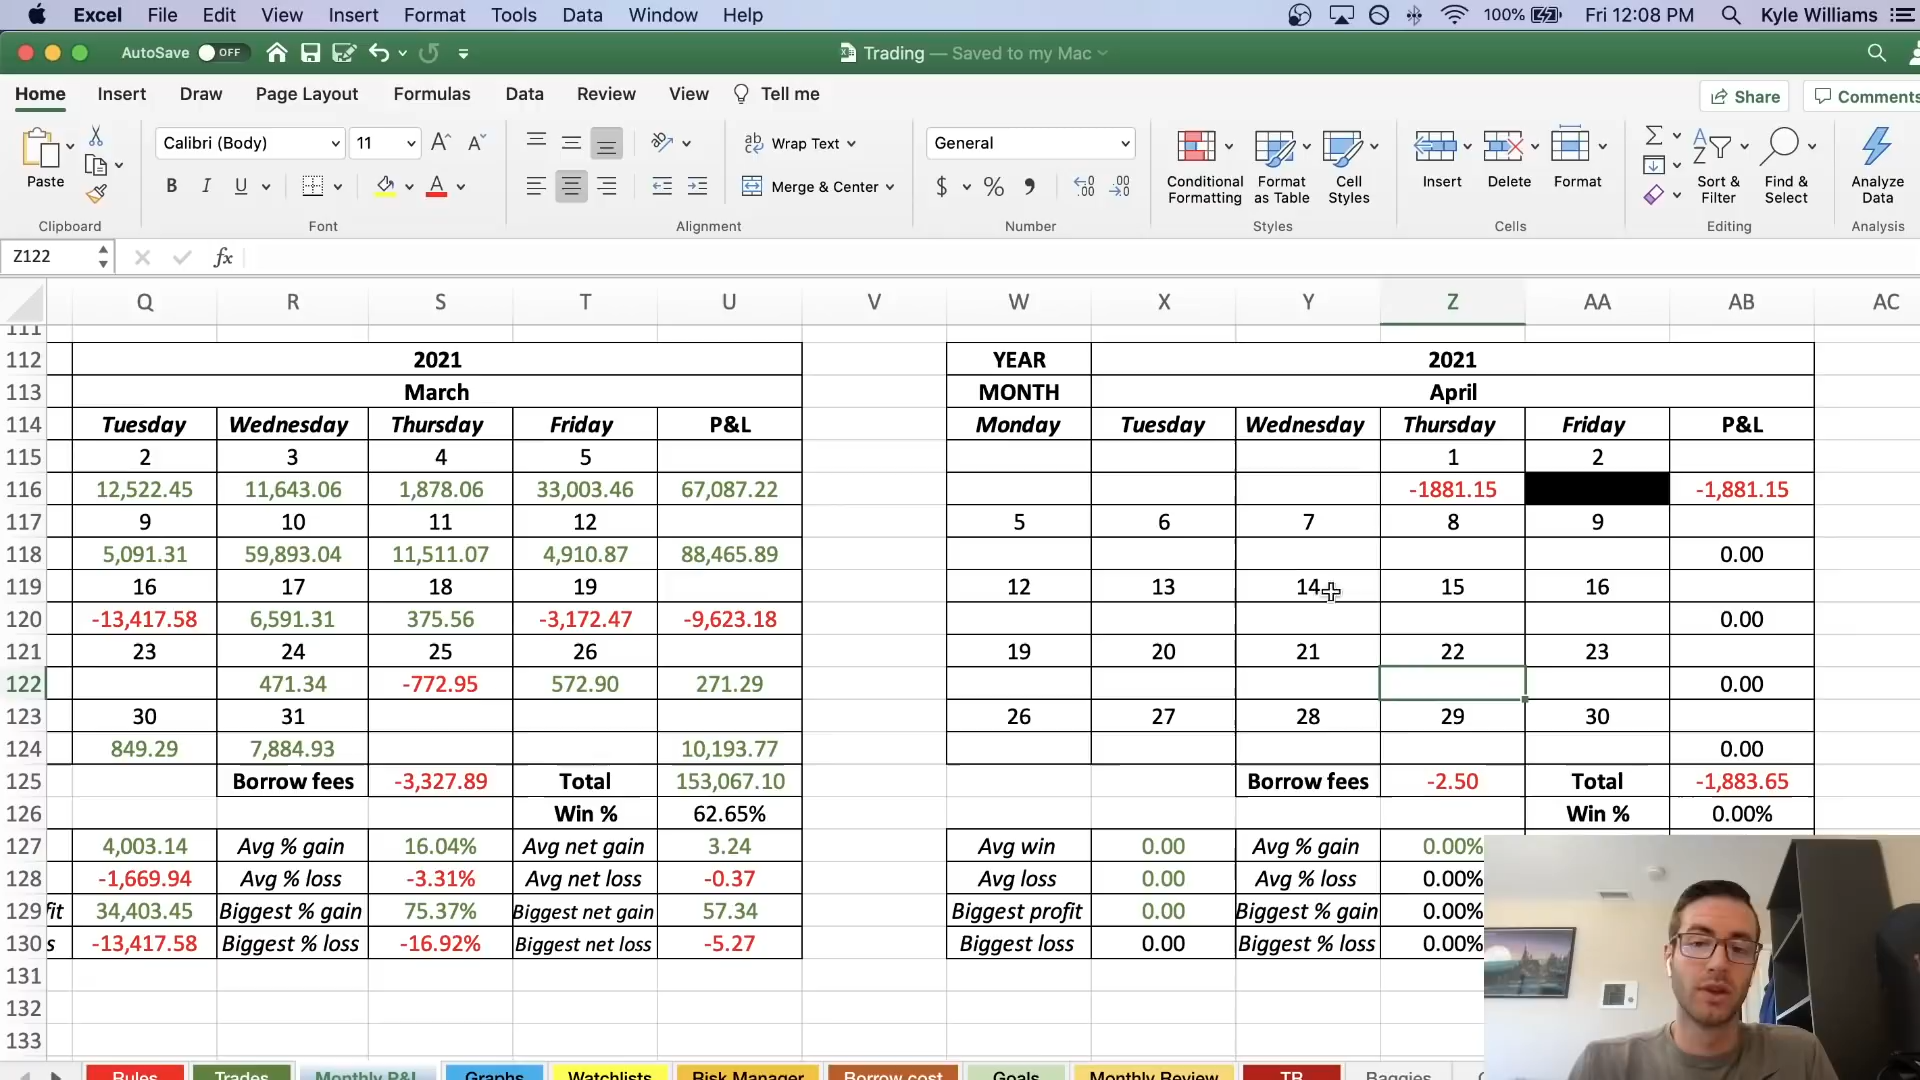 Excel File Edit View Insert Format Tools Data Window Help 100% Fri 12:08 PM Kyle Williams
AutoSave OFF Trading — Saved to my Mac
Home Insert Draw Page Layout Formulas Data Review View Tell me Share Comments
Paste Calibri (Body) 11 A^ A Wrap Text General Conditional Formatting Format as Table Cell Styles Insert Delete Format Sort & Filter Find & Select Analyze Data
B I U A Merge & Center $ %
Clipboard Font Alignment Number Styles Cells Editing Analysis
Z122 fx
Q R S T U V W X Y Z AA AB AC
111
112 2021 YEAR 2021
113 March MONTH April
114 Tuesday Wednesday Thursday Friday P&L Monday Tuesday Wednesday Thursday Friday P&L
115 2 3 4 5 1 2
116 12,522.45 11,643.06 1,878.06 33,003.46 67,087.22 -1881.15 -1,881.15
117 9 10 11 12 5 6 7 8 9
118 5,091.31 59,893.04 11,511.07 4,910.87 88,465.89 0.00
119 16 17 18 19 12 13 14 15 16
120 -13,417.58 6,591.31 375.56 -3,172.47 -9,623.18 0.00
121 23 24 25 26 19 20 21 22 23
122 471.34 -772.95 572.90 271.29 0.00
123 30 31 26 27 28 29 30
124 849.29 7,884.93 10,193.77 0.00
125 Borrow fees -3,327.89 Total 153,067.10 Borrow fees -2.50 Total -1,883.65
126 Win % 62.65% Win % 0.00%
127 4,003.14 Avg % gain 16.04% Avg net gain 3.24 Avg win 0.00 Avg % gain 0.00%
128 -1,669.94 Avg % loss -3.31% Avg net loss -0.37 Avg loss 0.00 Avg % loss 0.00%
129 fit 34,403.45 Biggest % gain 75.37% Biggest net gain 57.34 Biggest profit 0.00 Biggest % gain 0.00%
130 s -13,417.58 Biggest % loss -16.92% Biggest net loss -5.27 Biggest loss 0.00 Biggest % loss 0.00%
131
132
133
Rules Trades Monthly P&L Graphs Watchlists Risk Manager Borrow cost Goals Monthly Review TR Baggies